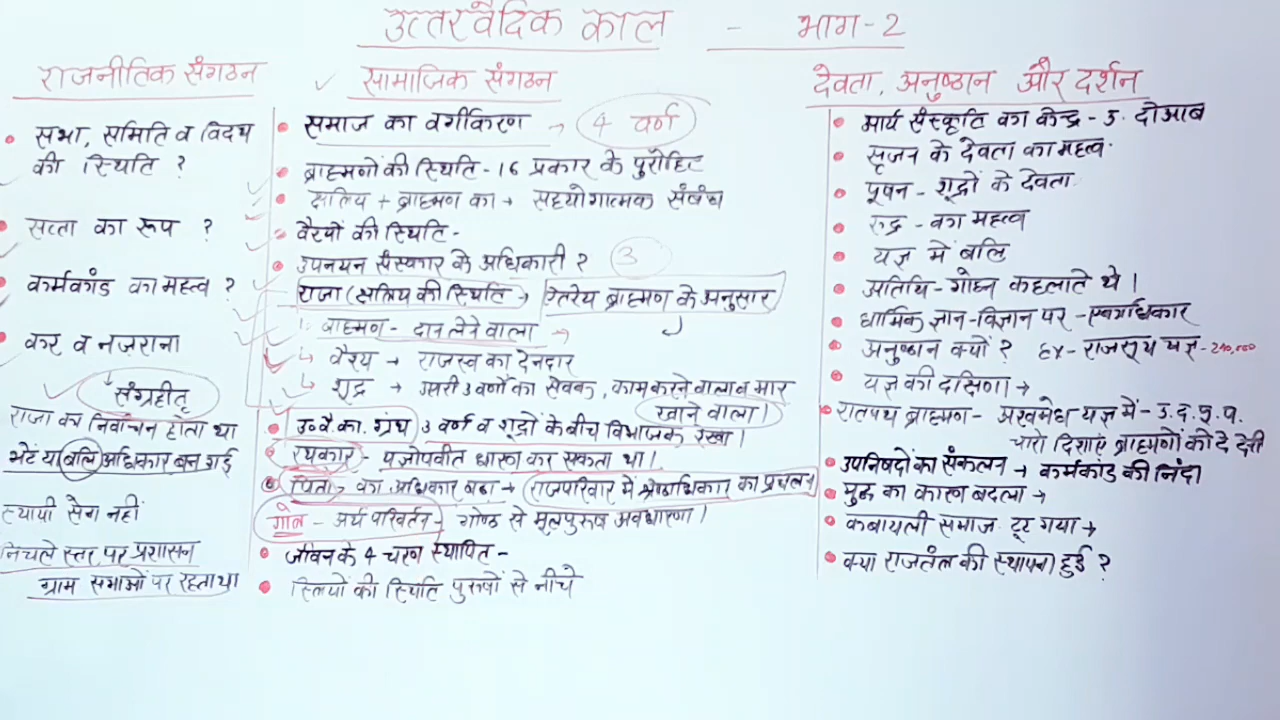 उत्तरवैदिक काल - भाग-2
राजनीतिक संगठन
• सभा, समिति व विदथ
की स्थिति ?
• सत्ता का रूप ?
• कर्मकांड का महत्व ?
• कर व नज़राना
संग्रहीतृ
राजा का निर्वाचन होता था
भेंट या बलि अधिकार बन गई
स्थायी सेना नहीं
निचले स्तर पर प्रशासन
ग्राम सभाओं पर रहता था
✓ सामाजिक संगठन
• समाज का वर्गीकरण → 4 वर्ण
• ब्राह्मणों की स्थिति - 16 प्रकार के पुरोहित
• क्षत्रिय + ब्राह्मण का → सहयोगात्मक संबंध
• वैश्यों की स्थिति -
• उपनयन संस्कार के अधिकारी ? 3
राजा (क्षत्रिय की स्थिति → ऐतरेय ब्राह्मण के अनुसार
ब्राह्मण - दान लेने वाला →
↳ वैश्य → राजस्व का देनदार
↳ शूद्र → ऊपरी 3 वर्णों का सेवक, काम करने वाला व मार
खाने वाला।
• उ०वै०का. ग्रंथ 3 वर्ण व शूद्रों के बीच विभाजक रेखा।
• रथकार - यज्ञोपवीत धारण कर सकता था।
• पिता → का अधिकार बढ़ा → राजपरिवार में श्रेष्ठाधिकार का प्रचलन
गोत्र - अर्थ परिवर्तन - गोष्ठ से मूलपुरुष अवधारणा।
• जीवन के 4 चरण स्थापित -
• स्त्रियों की स्थिति पुरुषों से नीचे
देवता, अनुष्ठान और दर्शन
• आर्य संस्कृति का केन्द्र - उ. दोआब
• सृजन के देवता का महत्व.
• पूषन - शूद्रों के देवता
• रुद्र - का महत्व
• यज्ञ में बलि
• अतिथि - गोघ्न कहलाते थे।
• धार्मिक ज्ञान-विज्ञान पर - एकाधिकार
• अनुष्ठान क्यों ? Ex - राजसूय यज्ञ - 240,000
• यज्ञ की दक्षिणा →
• शतपथ ब्राह्मण - अश्वमेध यज्ञ में - उ. द. पू. प.
चारों दिशाएं ब्राह्मणों को दे देती
• उपनिषदों का संकलन → कर्मकांड की निंदा
• युद्ध का कारण बदला →
• कबायली समाज टूट गया →
• क्या राजतंत्र की स्थापना हुई ?